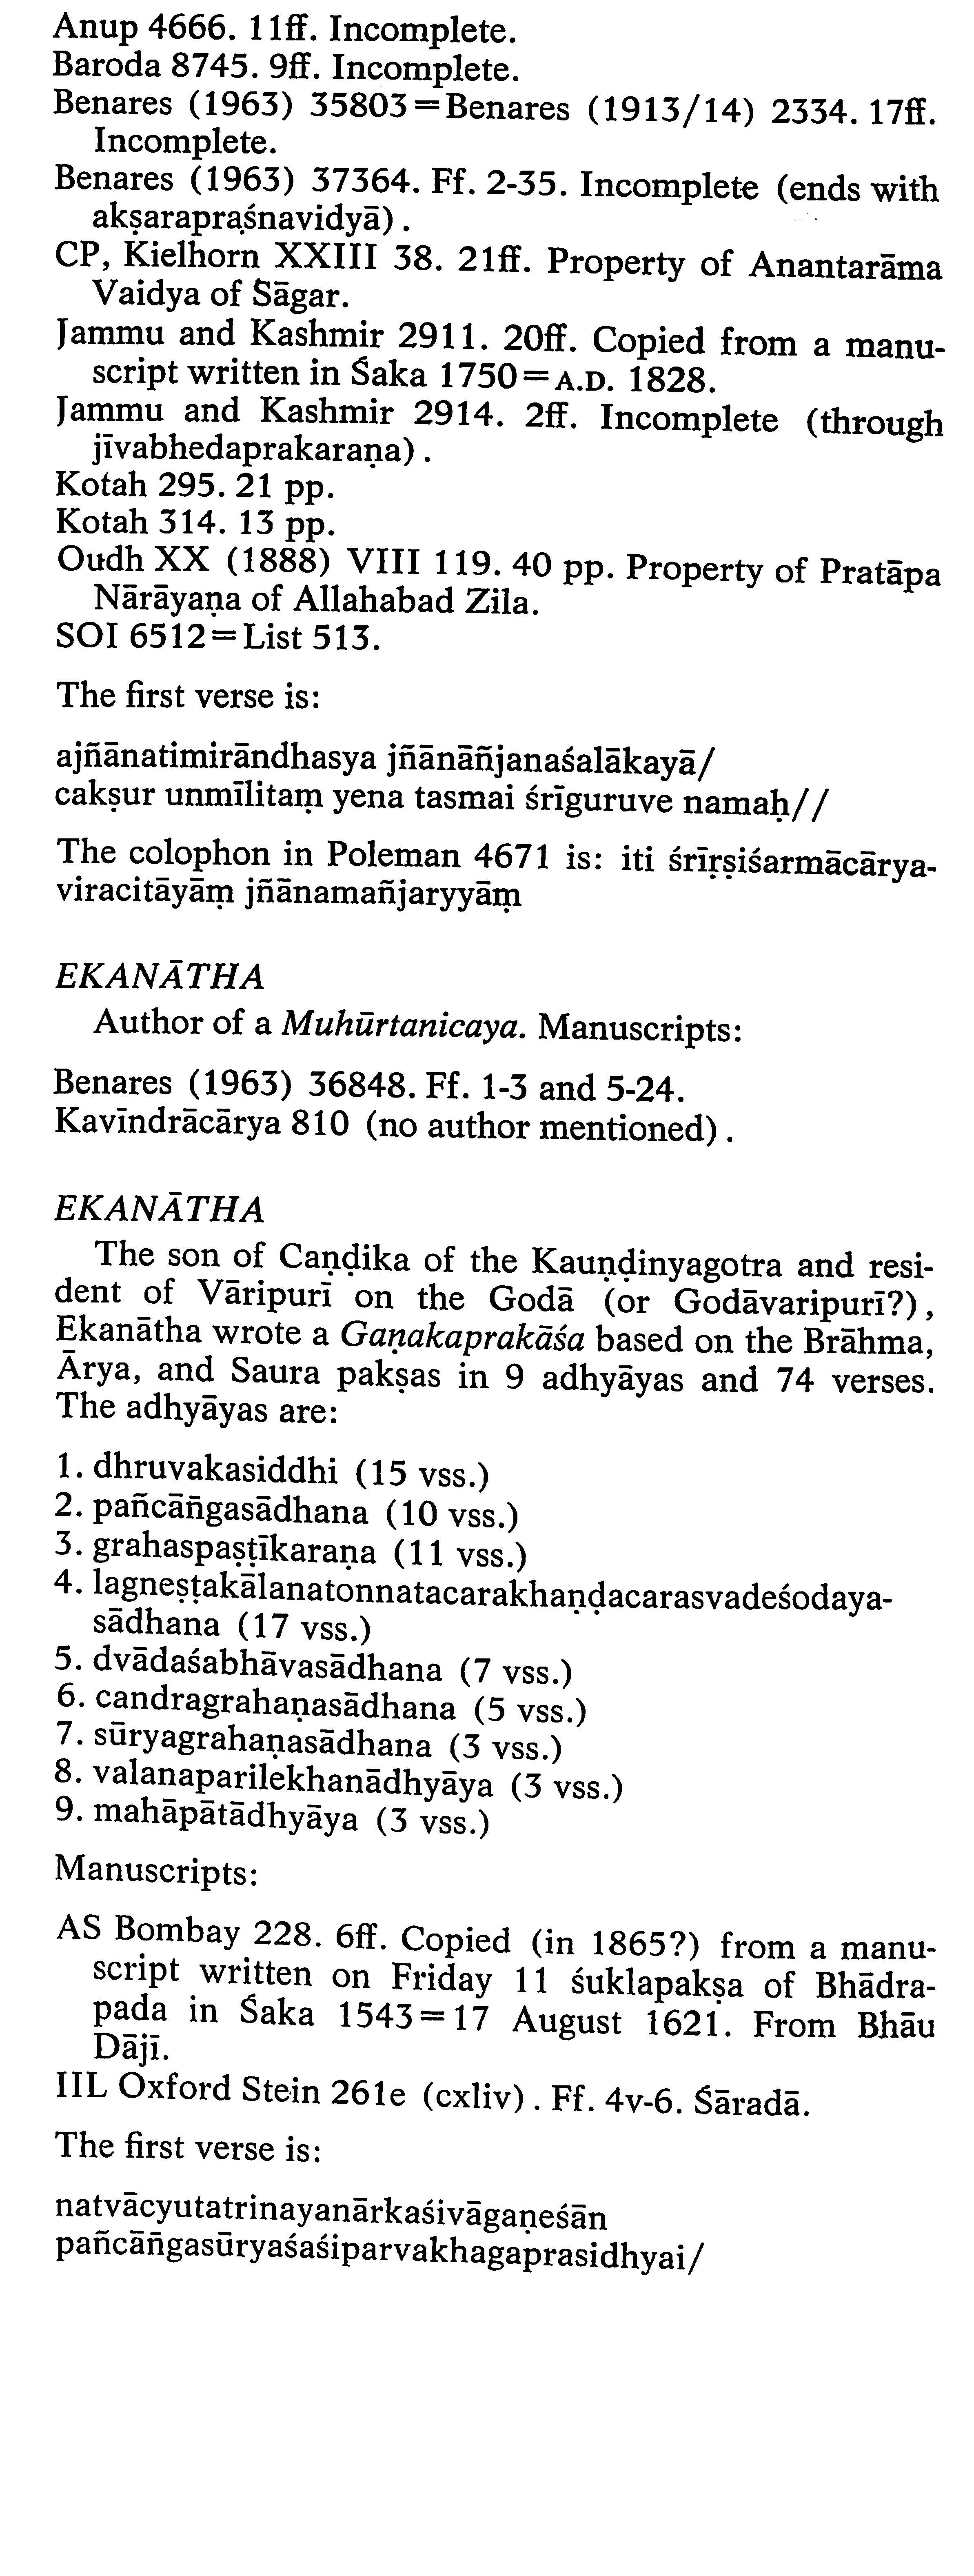 Anup 4666. 11ff. Incomplete.
Baroda 8745. 9ff. Incomplete.
Benares (1963) 35803=Benares (1913/14) 2334. 17ff.
Incomplete.
Benares (1963) 37364. Ff. 2-35. Incomplete (ends with
akṣarapraśnavidyā).
CP, Kielhorn XXIII 38. 21ff. Property of Anantarāma
Vaidya of Sāgar.
Jammu and Kashmir 2911. 20ff. Copied from a manu-
script written in Śaka 1750=A.D. 1828.
Jammu and Kashmir 2914. 2ff. Incomplete (through
jīvabhedaprakaraṇa).
Kotah 295. 21 pp.
Kotah 314. 13 pp.
Oudh XX (1888) VIII 119. 40 pp. Property of Pratāpa
Nārāyaṇa of Allahabad Zila.
SOI 6512=List 513.
The first verse is:
ajñānatimirāndhasya jñānāñjanaśalākayā/
cakṣur unmīlitaṃ yena tasmai śrīguruve namaḥ//
The colophon in Poleman 4671 is: iti śrīṛṣiśarmācārya-
viracitāyāṃ jñānamañjaryyāṃ
EKANĀTHA
Author of a Muhūrtanicaya. Manuscripts:
Benares (1963) 36848. Ff. 1-3 and 5-24.
Kavīndrācārya 810 (no author mentioned).
EKANĀTHA
The son of Caṇḍika of the Kauṇḍinyagotra and resi-
dent of Vāripurī on the Godā (or Godāvaripurī?),
Ekanātha wrote a Gaṇakaprakāśa based on the Brāhma,
Ārya, and Saura pakṣas in 9 adhyāyas and 74 verses.
The adhyāyas are:
1. dhruvakasiddhi (15 vss.)
2. pañcāṅgasādhana (10 vss.)
3. grahaspaṣṭīkaraṇa (11 vss.)
4. lagneṣṭakālanatonnatacarakhaṇḍacarasvadeśodaya-
sādhana (17 vss.)
5. dvādaśabhāvasādhana (7 vss.)
6. candragrahaṇasādhana (5 vss.)
7. sūryagrahaṇasādhana (3 vss.)
8. valanaparilekhanādhyāya (3 vss.)
9. mahāpātādhyāya (3 vss.)
Manuscripts:
AS Bombay 228. 6ff. Copied (in 1865?) from a manu-
script written on Friday 11 śuklapakṣa of Bhādra-
pada in Śaka 1543=17 August 1621. From Bhāu
Dājī.
IIL Oxford Stein 261e (cxliv). Ff. 4v-6. Śāradā.
The first verse is:
natvācyutatrinayanārkaśivāgaṇeśān
pañcāṅgasūryaśaśiparvakhagaprasidhyai/